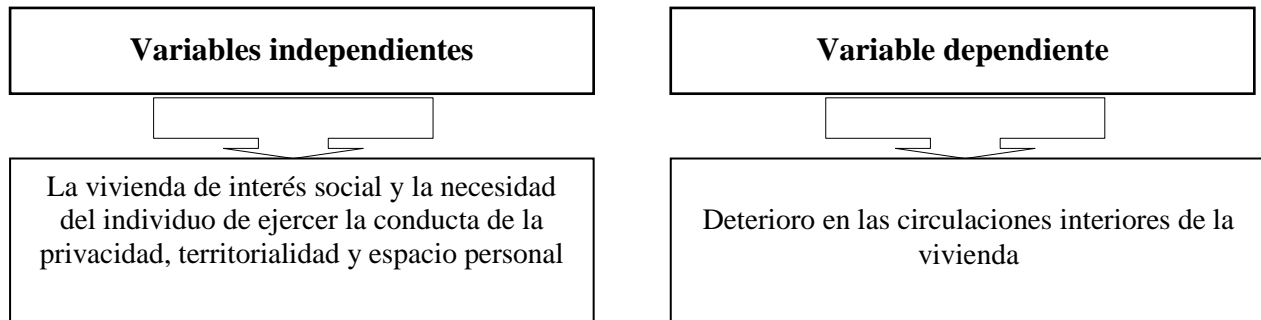 Variables independientes
Variable dependiente
La vivienda de interés social y la necesidad
del individuo de ejercer la conducta de la
privacidad, territorialidad y espacio personal
Deterioro en las circulaciones interiores de la
vivienda